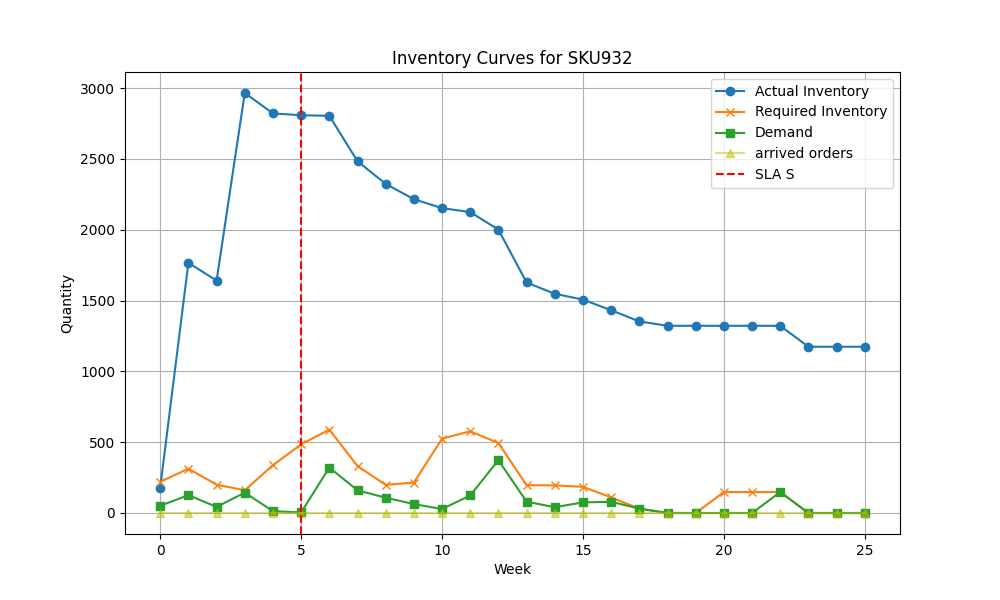 Inventory Curves for SKU932
Actual Inventory
Required Inventory
Demand
arrived orders
SLA S
Quantity
3000
2500
2000
1500
1000
500
0
0 5 10 15 20 25
Week